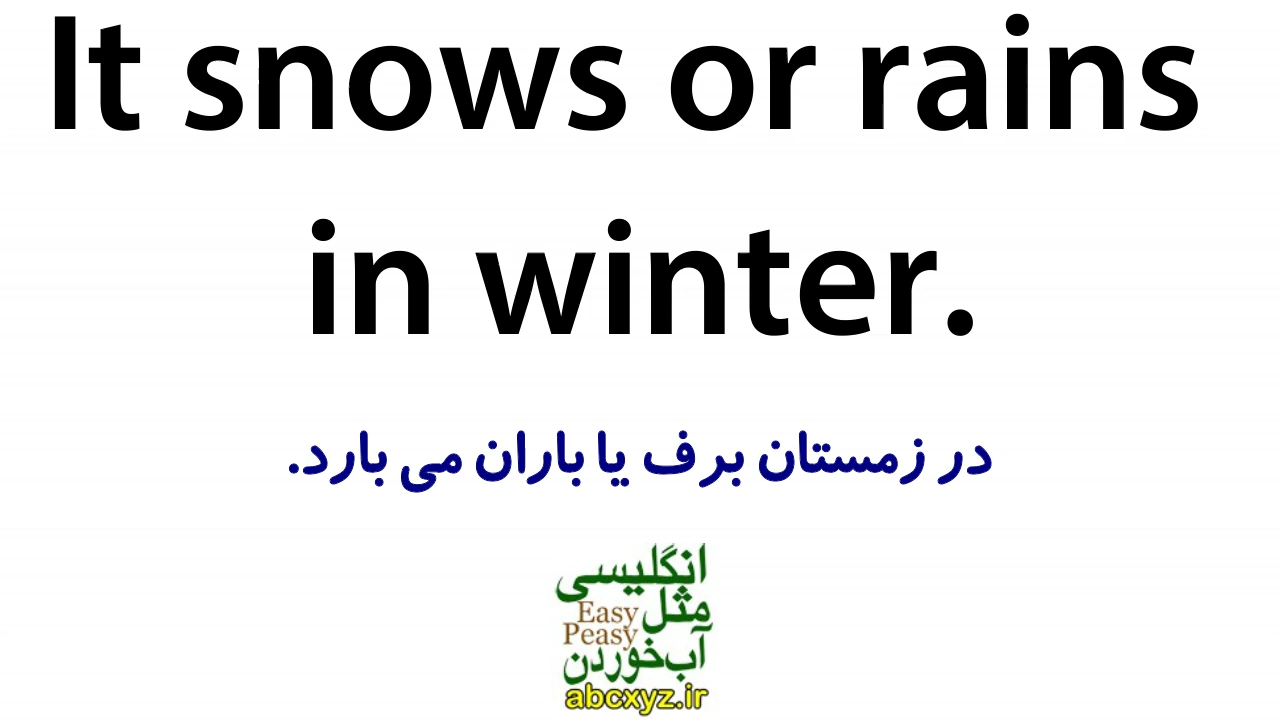 It snows or rains
in winter.
در زمستان برف یا باران می بارد.
انگلیسی
مثل Easy
Peasy
آب‌خوردن
abcxyz.ir